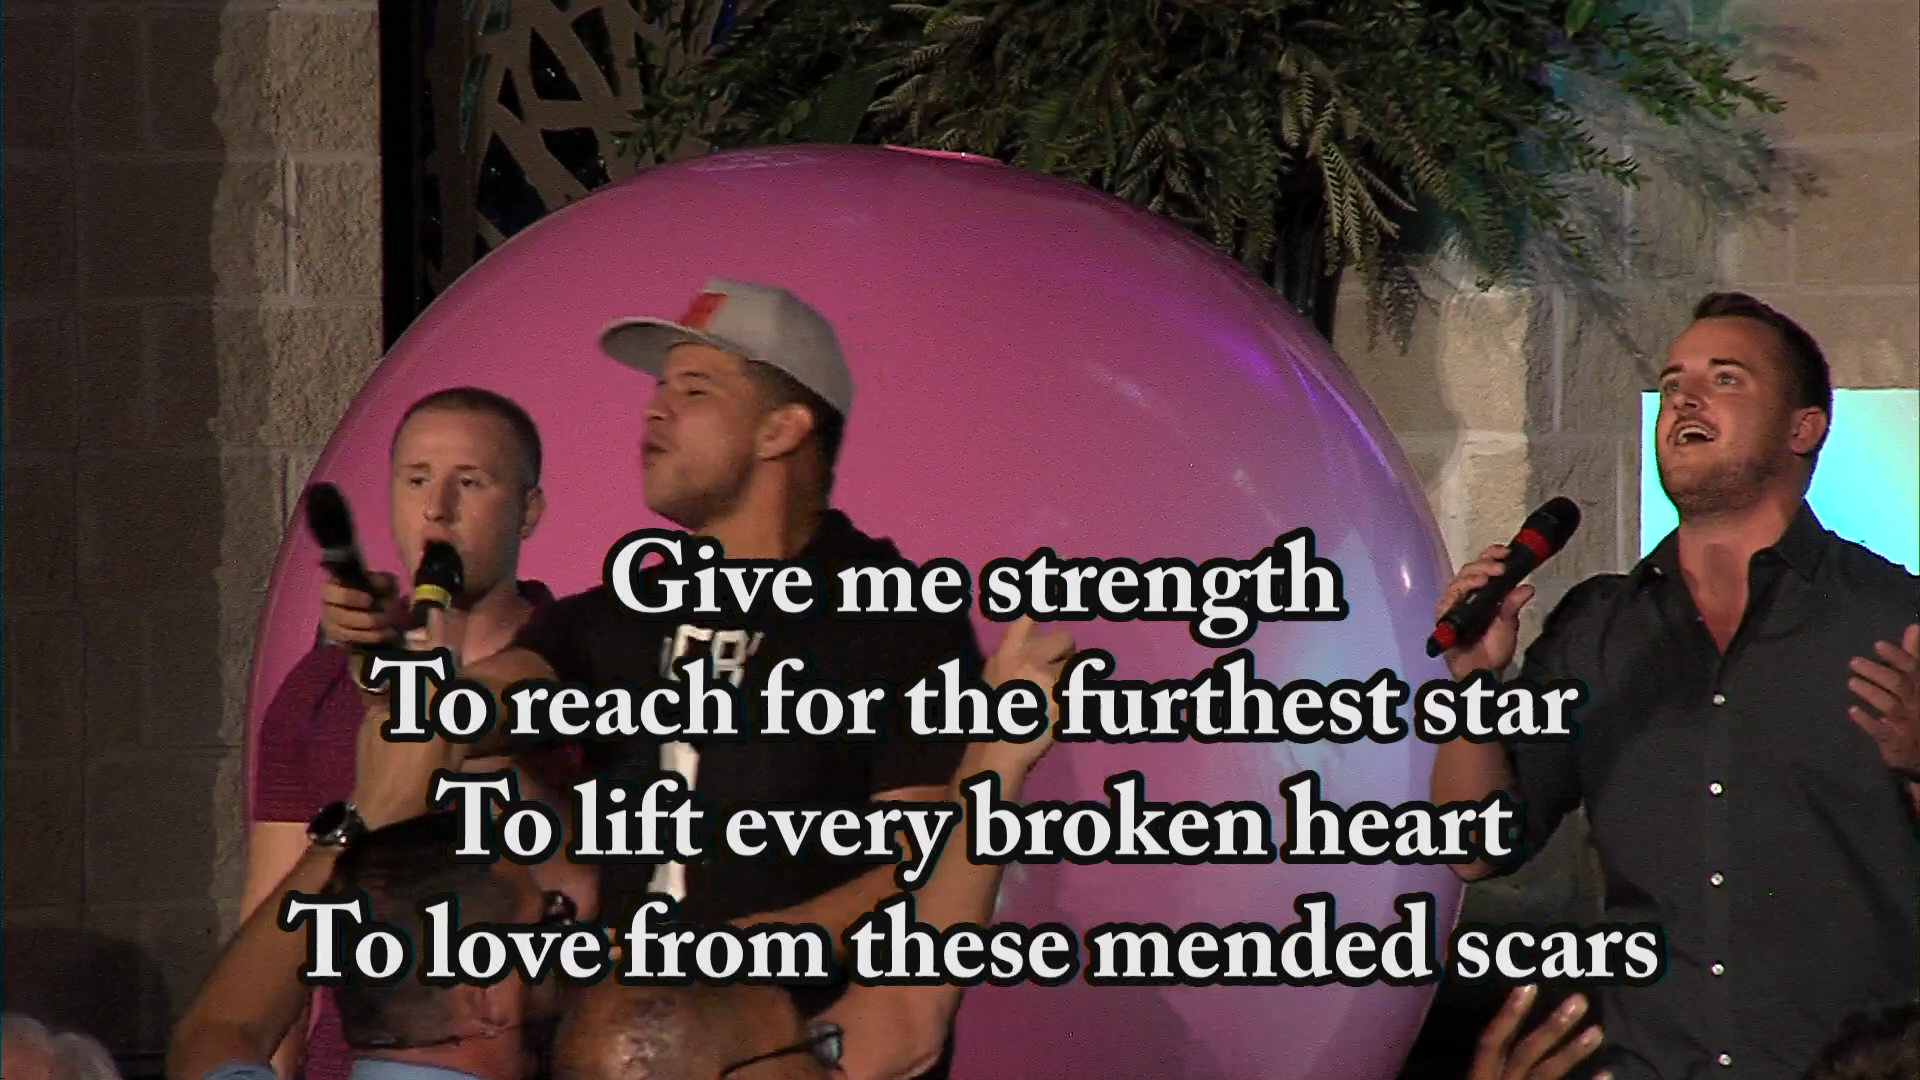 Give me strength
To reach for the furthest star
To lift every broken heart
To love from these mended scars